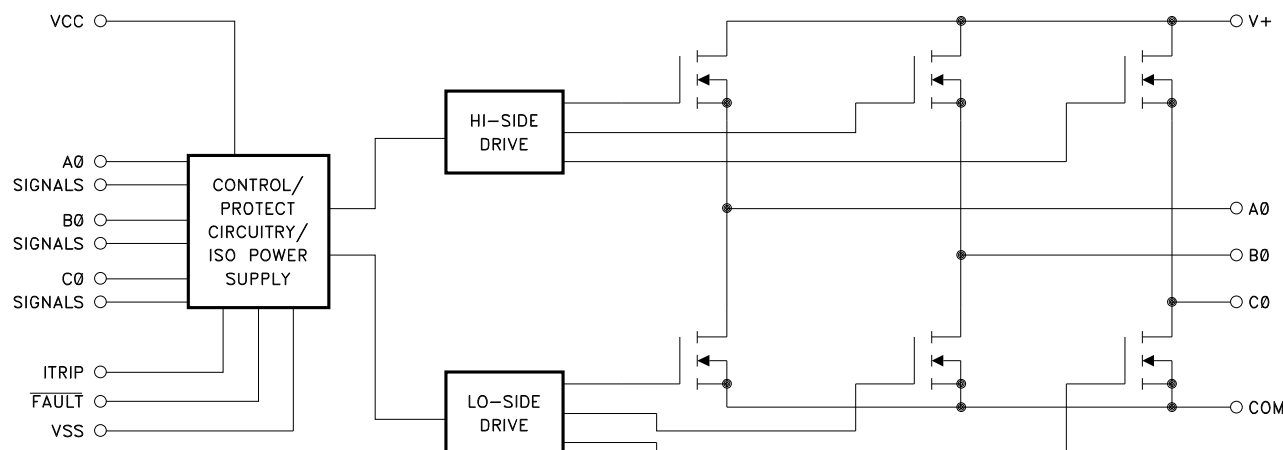 VCC
V+
HI-SIDE
DRIVE
AØ
SIGNALS
BØ
SIGNALS
CØ
SIGNALS
CONTROL/
PROTECT
CIRCUITRY/
ISO POWER
SUPPLY
AØ
BØ
CØ
ITRIP
FAULT
VSS
LO-SIDE
DRIVE
COM